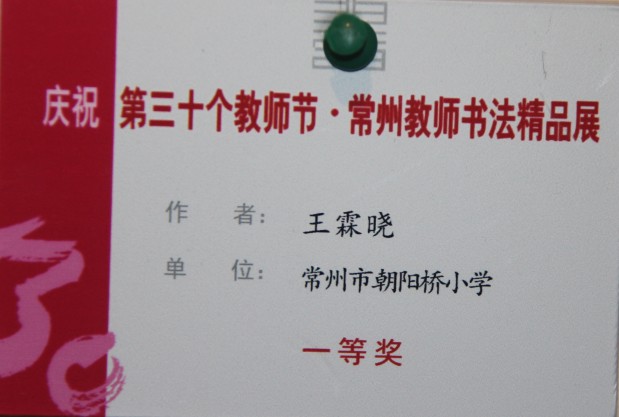 庆祝 第三十个教师节·常州教师书法精品展
作 者：王霖晓
单 位：常州市朝阳桥小学
一等奖
30